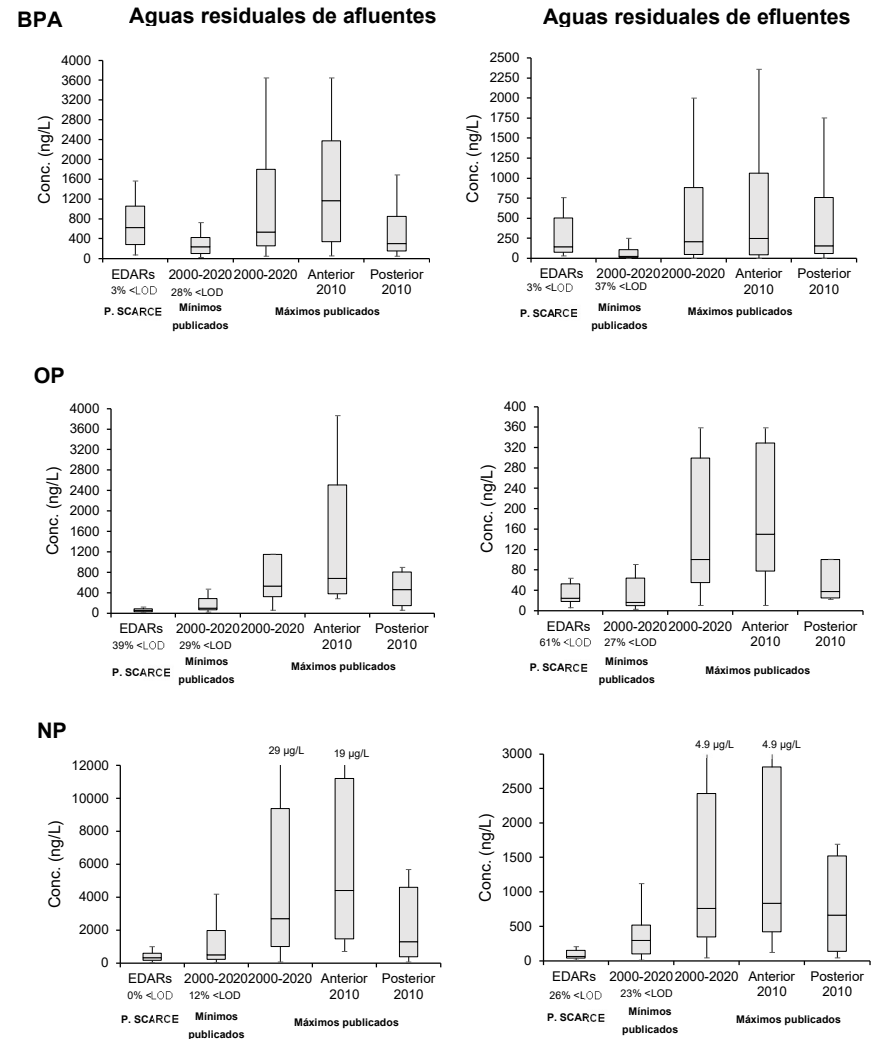 BPA
Aguas residuales de afluentes
Aguas residuales de efluentes
4000
3600
3200
2800
2400
2000
1600
1200
800
400
0
Conc. (ng/L)
EDARs 2000-2020 2000-2020 Anterior 2010 Posterior 2010
3% <LOD 28% <LOD
P. SCARCE Mínimos publicados Máximos publicados
2500
2250
2000
1750
1500
1250
1000
750
500
250
0
Conc. (ng/L)
EDARs 2000-2020 2000-2020 Anterior 2010 Posterior 2010
3% <LOD 37% <LOD
P. SCARCE Mínimos publicados Máximos publicados
OP
4000
3600
3200
2800
2400
2000
1600
1200
800
400
0
Conc. (ng/L)
EDARs 2000-2020 2000-2020 Anterior 2010 Posterior 2010
39% <LOD 29% <LOD
P. SCARCE Mínimos publicados Máximos publicados
400
360
320
280
240
200
160
120
80
40
0
Conc. (ng/L)
EDARs 2000-2020 2000-2020 Anterior 2010 Posterior 2010
61% <LOD 27% <LOD
P. SCARCE Mínimos publicados Máximos publicados
NP
29 µg/L 19 µg/L
12000
10000
8000
6000
4000
2000
0
Conc. (ng/L)
EDARs 2000-2020 2000-2020 Anterior 2010 Posterior 2010
0% <LOD 12% <LOD
P. SCARCE Mínimos publicados Máximos publicados
4.9 µg/L 4.9 µg/L
3000
2500
2000
1500
1000
500
0
Conc. (ng/L)
EDARs 2000-2020 2000-2020 Anterior 2010 Posterior 2010
26% <LOD 23% <LOD
P. SCARCE Mínimos publicados Máximos publicados